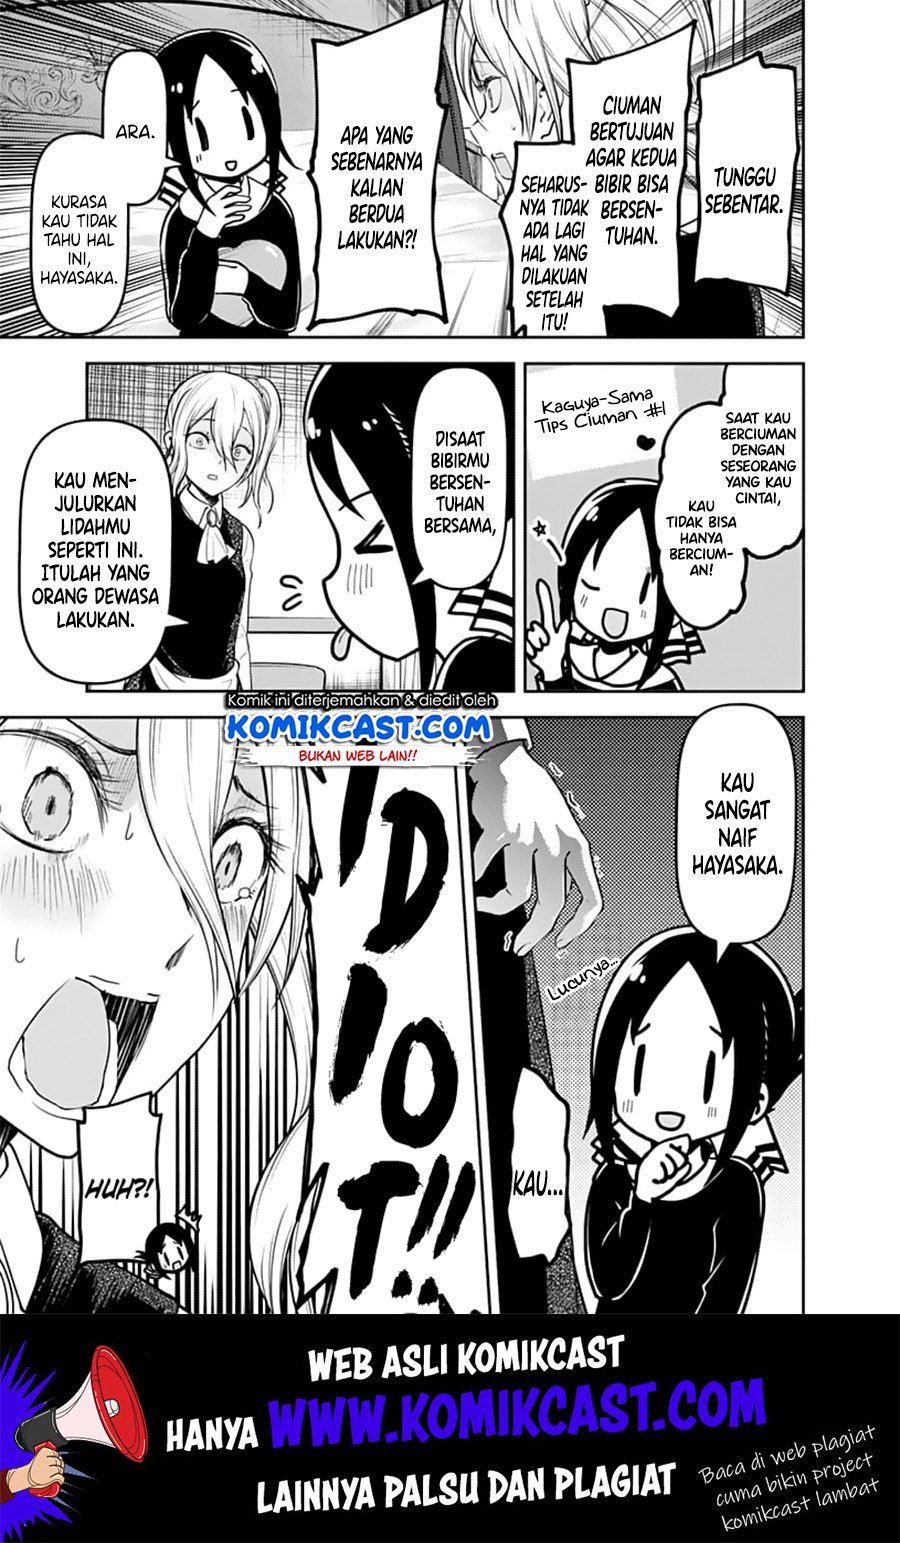 TUNGGU
SEBENTAR.
CIUMAN
BERTUJUAN
AGAR KEDUA
BIBIR BISA
BERSEN-
TUHAN.
SEHARUS-
NYA TIDAK
ADA LAGI
HAL YANG
DILAKUAN
SETELAH
ITU!
APA YANG
SEBENARNYA
KALIAN
BERDUA
LAKUKAN?!
ARA.
KURASA
KAU TIDAK
TAHU HAL
INI,
HAYASAKA.
Kaguya-Sama
Tips Ciuman #1
SAAT KAU
BERCIUMAN
DENGAN
SESEORANG
YANG KAU
CINTAI,
KAU
TIDAK BISA
HANYA
BERCIUM-
AN!
DISAAT
BIBIRMU
BERSEN-
TUHAN
BERSAMA,
KAU MEN-
JULURKAN
LIDAHMU
SEPERTI INI.
ITULAH YANG
ORANG DEWASA
LAKUKAN.
Komik ini diterjemahkan & diedit oleh
KOMIKCAST.COM
BUKAN WEB LAIN!!
KAU
SANGAT
NAIF
HAYASAKA.
Lucunya...
KAU...
IDIOT!!
HUH?!
WEB ASLI KOMIKCAST
HANYA WWW.KOMIKCAST.COM
LAINNYA PALSU DAN PLAGIAT
Baca di web plagiat
cuma bikin project
komikcast lambat